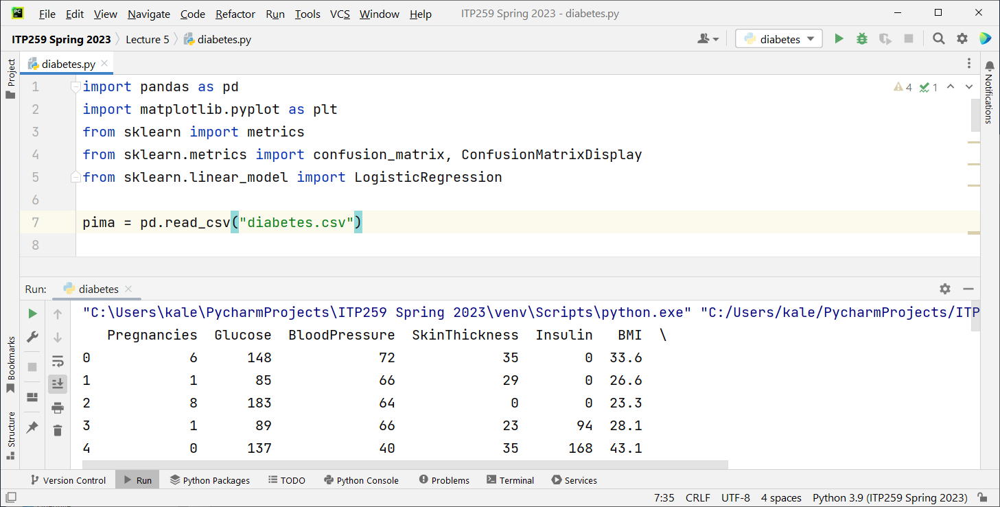 PC File Edit View Navigate Code Refactor Run Tools VCS Window Help ITP259 Spring 2023 - diabetes.py
ITP259 Spring 2023 Lecture 5 diabetes.py diabetes
Project diabetes.py
Notifications
1 import pandas as pd 4 1
2 import matplotlib.pyplot as plt
3 from sklearn import metrics
4 from sklearn.metrics import confusion_matrix, ConfusionMatrixDisplay
5 from sklearn.linear_model import LogisticRegression
6
7 pima = pd.read_csv("diabetes.csv")
8
Run: diabetes
"C:\Users\kale\PycharmProjects\ITP259 Spring 2023\venv\Scripts\python.exe" "C:/Users/kale/PycharmProjects/ITP
Pregnancies Glucose BloodPressure SkinThickness Insulin BMI \
0 6 148 72 35 0 33.6
1 1 85 66 29 0 26.6
2 8 183 64 0 0 23.3
3 1 89 66 23 94 28.1
4 0 137 40 35 168 43.1
Bookmarks
Structure
Version Control Run Python Packages TODO Python Console Problems Terminal Services
7:35 CRLF UTF-8 4 spaces Python 3.9 (ITP259 Spring 2023)